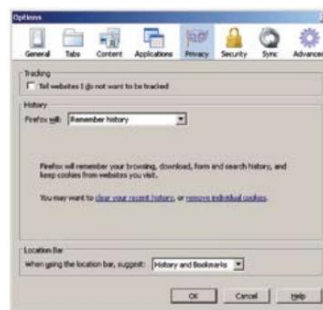 Options
General Tabs Content Applications Privacy Security Sync Advanced
Tracking
Tell websites I do not want to be tracked
History
Firefox will: Remember history
Firefox will remember your browsing, download, form and search history, and
keep cookies from websites you visit.
You may want to clear your recent history, or remove individual cookies.
Location Bar
When using the location bar, suggest: History and Bookmarks
OK Cancel Help